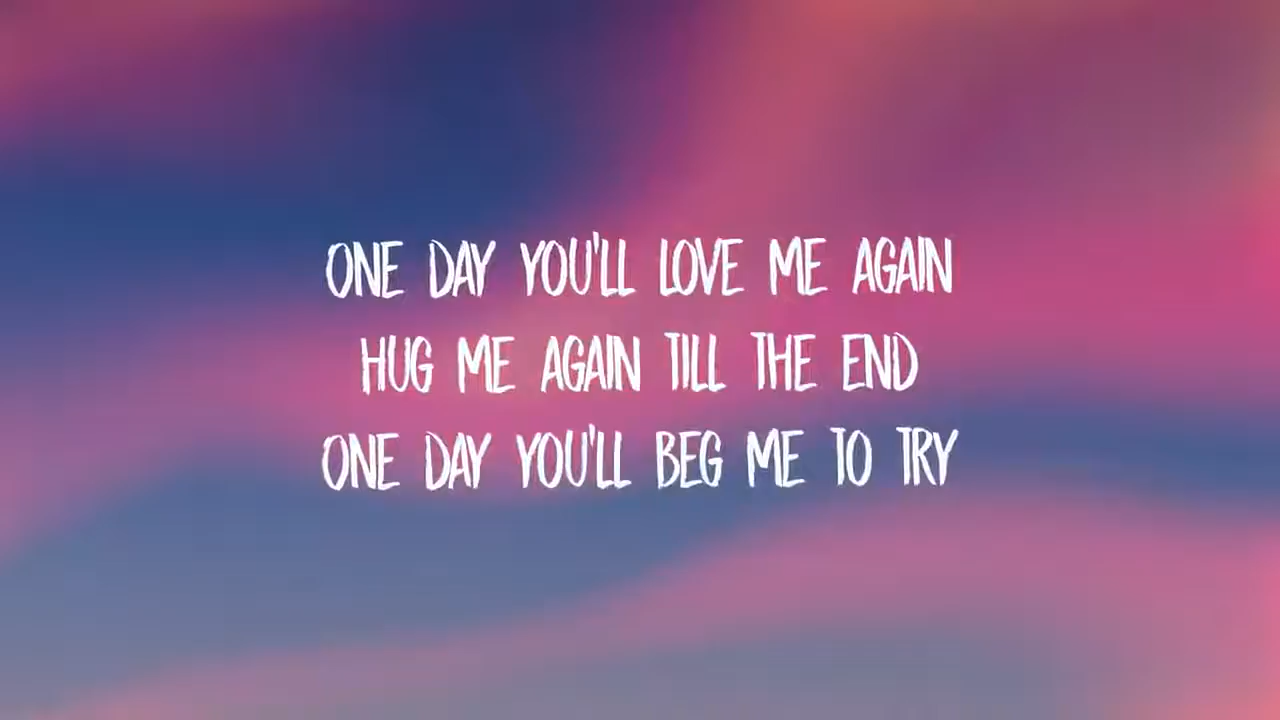 ONE DAY YOU'LL LOVE ME AGAIN
HUG ME AGAIN TILL THE END
ONE DAY YOU'LL BEG ME TO TRY